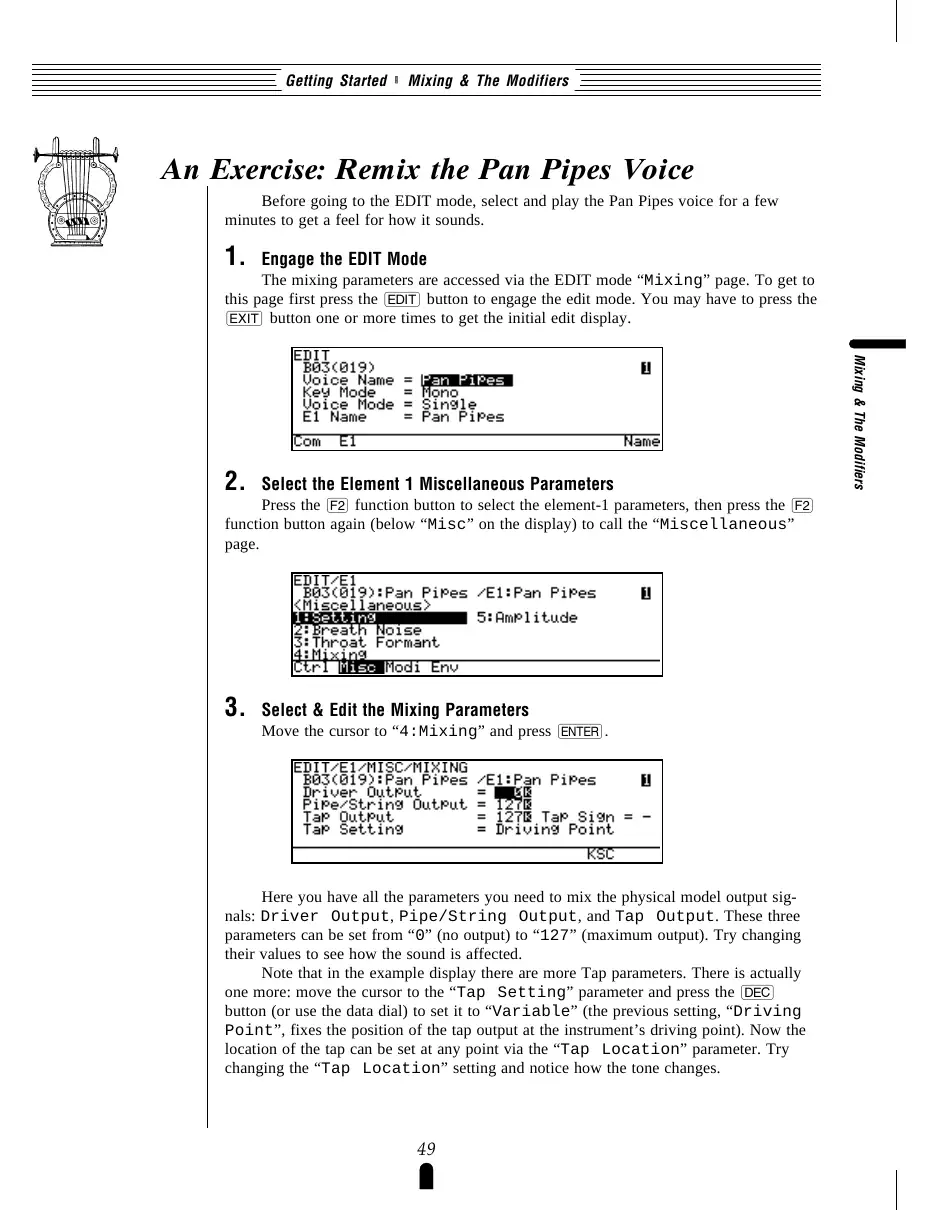 Getting Started Mixing & The Modifiers
An Exercise: Remix the Pan Pipes Voice
Before going to the EDIT mode, select and play the Pan Pipes voice for a few
minutes to get a feel for how it sounds.
1. Engage the EDIT Mode
The mixing parameters are accessed via the EDIT mode “Mixing” page. To get to
this page first press the EDIT button to engage the edit mode. You may have to press the
EXIT button one or more times to get the initial edit display.
EDIT
B03(019) 1
Voice Name = Pan Pipes
Key Mode = Mono
Voice Mode = Single
E1 Name = Pan Pipes
Com E1 Name
2. Select the Element 1 Miscellaneous Parameters
Press the F2 function button to select the element-1 parameters, then press the F2
function button again (below “Misc” on the display) to call the “Miscellaneous”
page.
EDIT/E1
B03(019):Pan Pipes /E1:Pan Pipes 1
<Miscellaneous>
1:Setting 5:Amplitude
2:Breath Noise
3:Throat Formant
4:Mixing
Ctrl Misc Modi Env
3. Select & Edit the Mixing Parameters
Move the cursor to “4:Mixing” and press ENTER.
EDIT/E1/MISC/MIXING
B03(019):Pan Pipes /E1:Pan Pipes 1
Driver Output = 0K
Pipe/String Output = 127K
Tap Output = 127K Tap Sign = -
Tap Setting = Driving Point
KSC
Here you have all the parameters you need to mix the physical model output sig-
nals: Driver Output, Pipe/String Output, and Tap Output. These three
parameters can be set from “0” (no output) to “127” (maximum output). Try changing
their values to see how the sound is affected.
Note that in the example display there are more Tap parameters. There is actually
one more: move the cursor to the “Tap Setting” parameter and press the DEC
button (or use the data dial) to set it to “Variable” (the previous setting, “Driving
Point”, fixes the position of the tap output at the instrument’s driving point). Now the
location of the tap can be set at any point via the “Tap Location” parameter. Try
changing the “Tap Location” setting and notice how the tone changes.
Mixing & The Modifiers
49